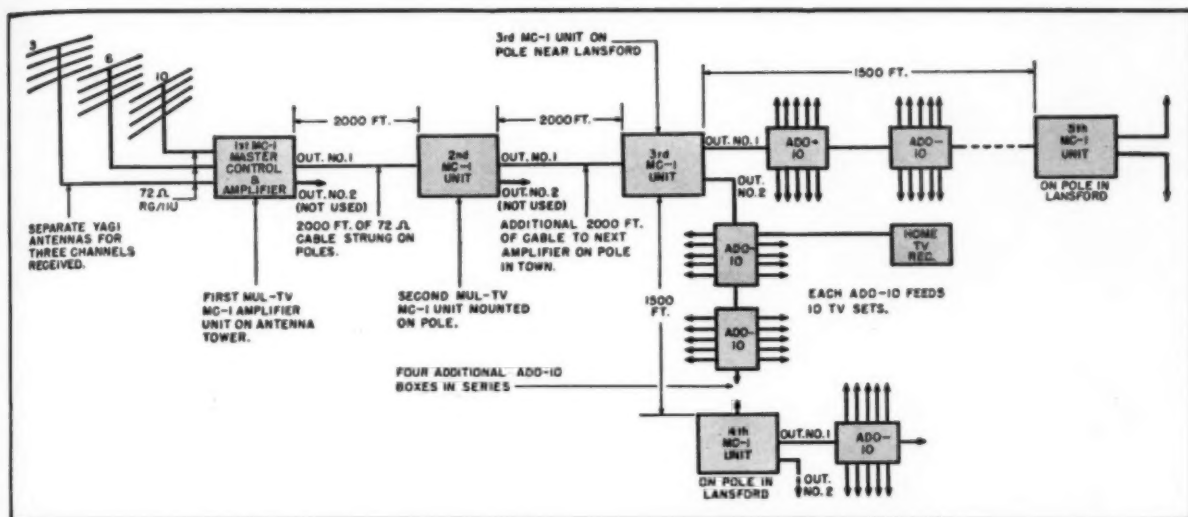 3
6
10
1st MC-1
MASTER
CONTROL
&
AMPLIFIER
72 Ω
RG/11U
SEPARATE YAGI
ANTENNAS FOR
THREE CHANNELS
RECEIVED.
FIRST MUL-TV
MC-1 AMPLIFIER
UNIT ON ANTENNA
TOWER.
2000 FT.
OUT. NO.1
OUT. NO.2
(NOT USED)
2000 FT. OF 72 Ω
CABLE STRUNG ON
POLES.
2nd
MC-1
UNIT
SECOND MUL-TV
MC-1 UNIT MOUNTED
ON POLE.
2000 FT.
OUT. NO.1
OUT. NO.2
(NOT USED)
ADDITIONAL 2000 FT.
OF CABLE TO NEXT
AMPLIFIER ON POLE
IN TOWN.
3rd MC-1 UNIT ON
POLE NEAR LANSFORD
3rd
MC-1
UNIT
1500 FT.
OUT. NO.1
ADD-
10
ADD-
10
5th
MC-1
UNIT
ON POLE IN
LANSFORD
OUT.
NO.2
ADD-
10
HOME
TV
REC.
EACH ADD-10 FEEDS
10 TV SETS.
1500
FT.
ADD-
10
FOUR ADDITIONAL ADD-10
BOXES IN SERIES
4th
MC-1
UNIT
ON POLE IN
LANSFORD
OUT. NO.1
OUT.
NO.2
ADD-
10